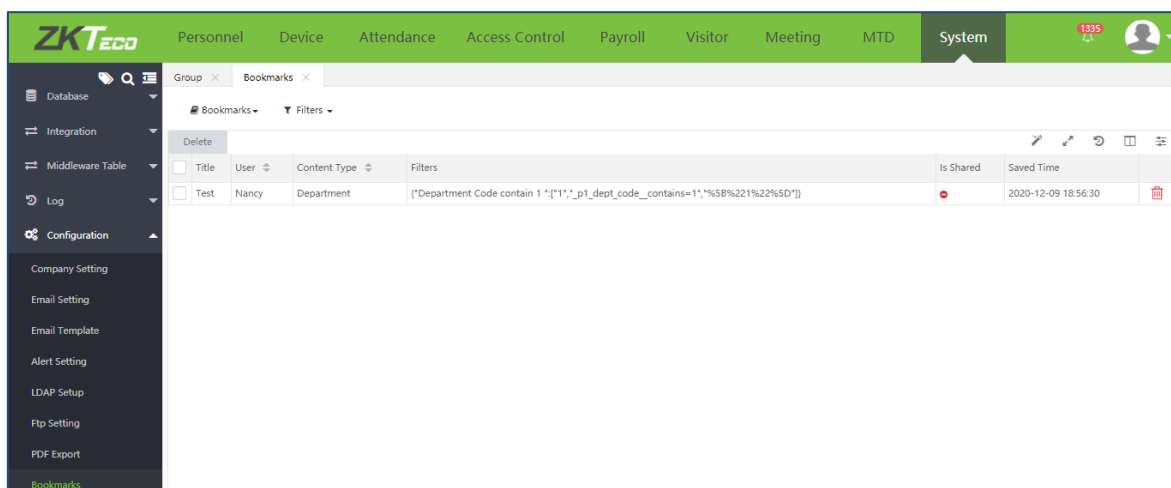 ZKTECO Personnel Device Attendance Access Control Payroll Visitor Meeting MTD System 1335
Group Bookmarks
Database
Bookmarks Filters
Integration
Delete
Middleware Table
Title User Content Type Filters Is Shared Saved Time
Test Nancy Department {"Department Code contain 1 ":["1","_p1_dept_code__contains=1","%5B%221%22%5D"]} 2020-12-09 18:56:30
Log
Configuration
Company Setting
Email Setting
Email Template
Alert Setting
LDAP Setup
Ftp Setting
PDF Export
Bookmarks